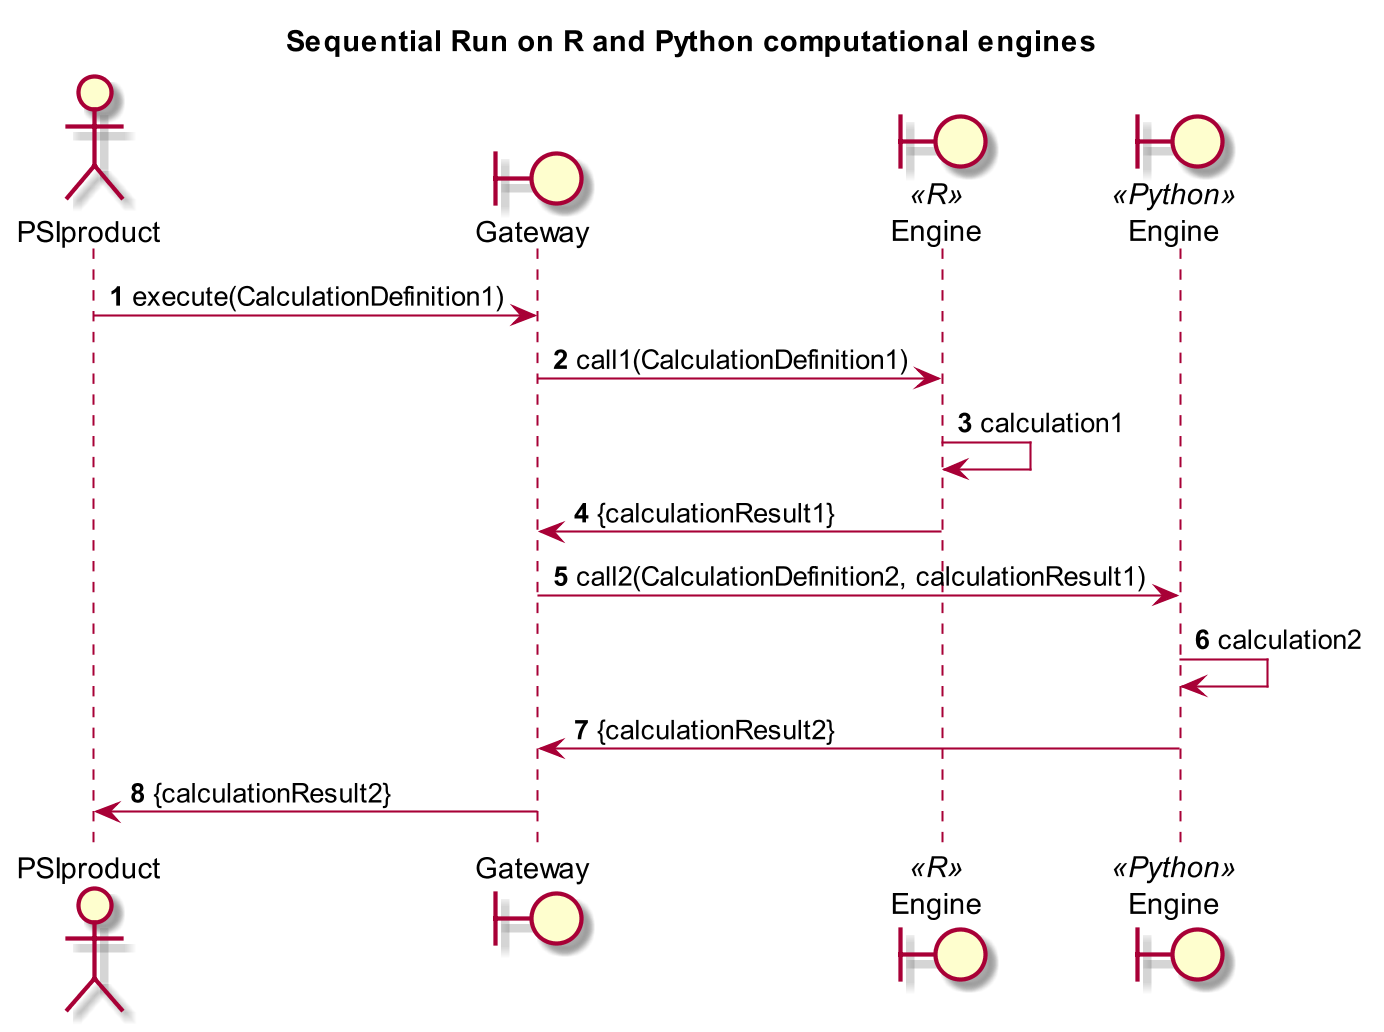 Sequential Run on R and Python computational engines
PSIproduct
Gateway
«R»
Engine
«Python»
Engine
1 execute(CalculationDefinition1)
2 call1(CalculationDefinition1)
3 calculation1
4 {calculationResult1}
5 call2(CalculationDefinition2, calculationResult1)
6 calculation2
7 {calculationResult2}
8 {calculationResult2}
PSIproduct
Gateway
«R»
Engine
«Python»
Engine